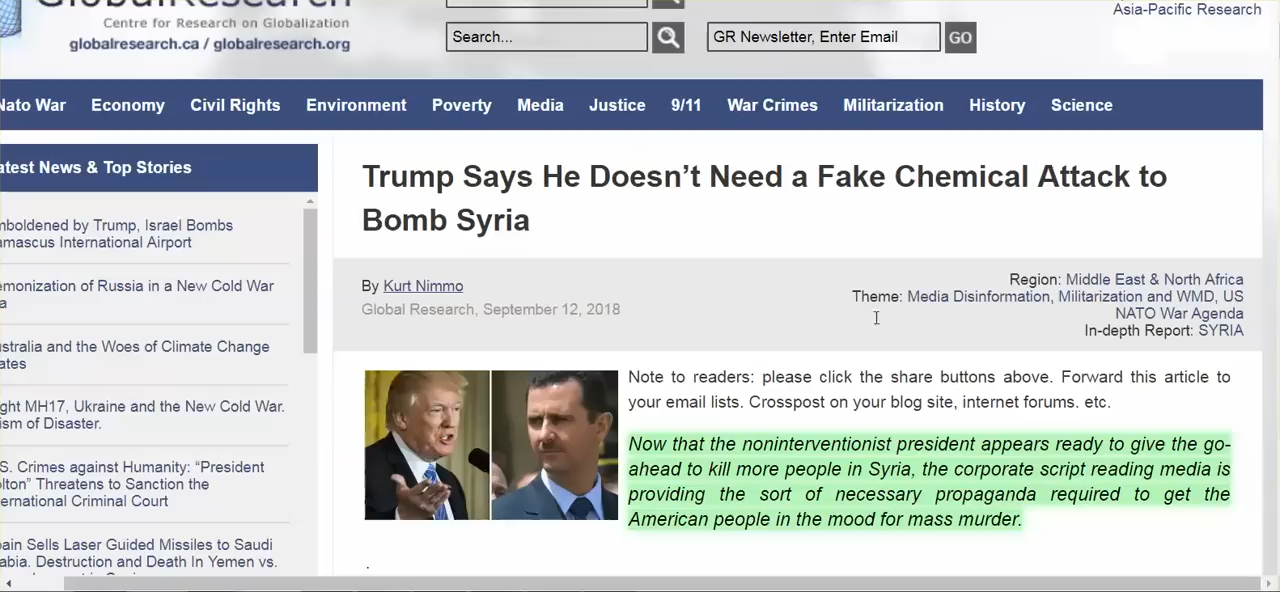 GlobalResearch
Asia-Pacific Research
Centre for Research on Globalization
globalresearch.ca / globalresearch.org
Search...
GR Newsletter, Enter Email
GO
Nato War
Economy
Civil Rights
Environment
Poverty
Media
Justice
9/11
War Crimes
Militarization
History
Science
atest News & Top Stories
Trump Says He Doesn’t Need a Fake Chemical Attack to
Bomb Syria
mboldened by Trump, Israel Bombs
amascus International Airport
emonization of Russia in a New Cold War
a
ustralia and the Woes of Climate Change
ates
ght MH17, Ukraine and the New Cold War.
ism of Disaster.
S. Crimes against Humanity: “President
olton” Threatens to Sanction the
ernational Criminal Court
ain Sells Laser Guided Missiles to Saudi
abia. Destruction and Death In Yemen vs.
By Kurt Nimmo
Global Research, September 12, 2018
Region: Middle East & North Africa
Theme: Media Disinformation, Militarization and WMD, US
NATO War Agenda
In-depth Report: SYRIA
Note to readers: please click the share buttons above. Forward this article to
your email lists. Crosspost on your blog site, internet forums. etc.
Now that the noninterventionist president appears ready to give the go-
ahead to kill more people in Syria, the corporate script reading media is
providing the sort of necessary propaganda required to get the
American people in the mood for mass murder.
.